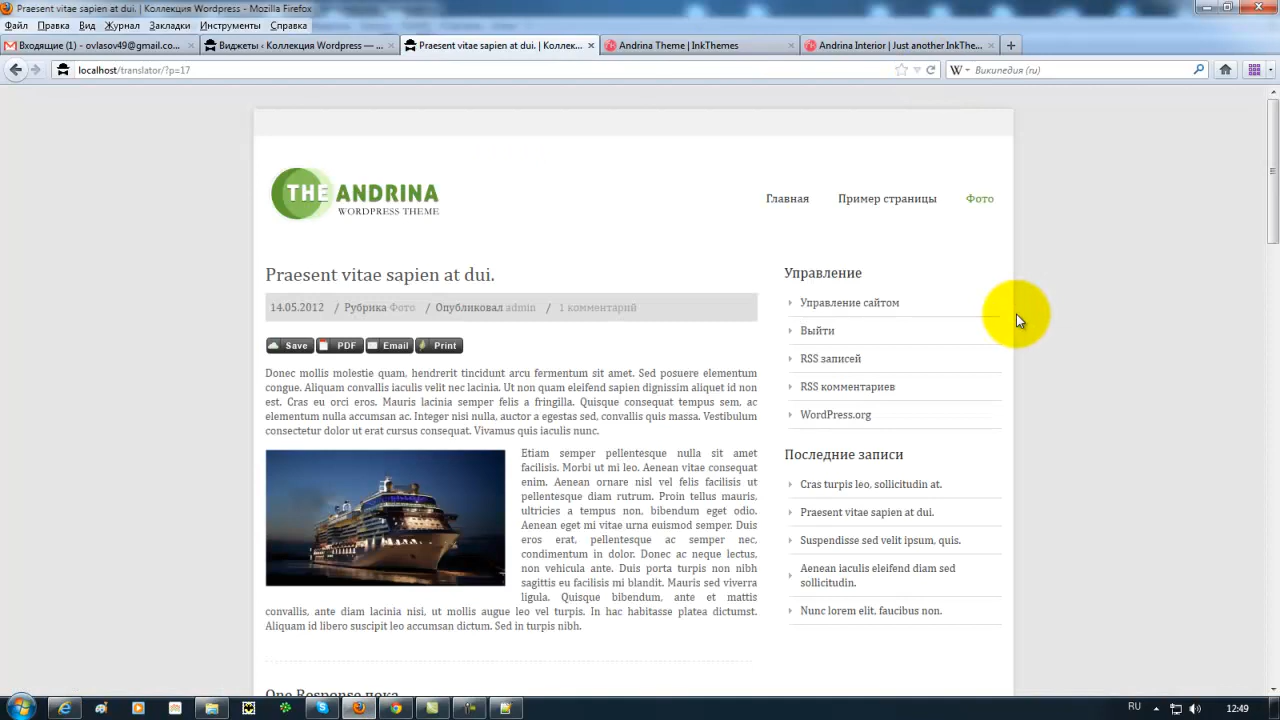 Praesent vitae sapien at dui. | Коллекция Wordpress - Mozilla Firefox
Файл Правка Вид Журнал Закладки Инструменты Справка
Входящие (1) - ovlasov49@gmail.co...
Виджеты ‹ Коллекция Wordpress — ...
Praesent vitae sapien at dui. | Коллек...
Andrina Theme | InkThemes
Andrina Interior | Just another InkThe...
localhost/translator/?p=17
Википедия (ru)
THE ANDRINA
WORDPRESS THEME
Главная Пример страницы Фото
Praesent vitae sapien at dui.
14.05.2012 / Рубрика Фото / Опубликовал admin / 1 комментарий
Save PDF Email Print
Donec mollis molestie quam, hendrerit tincidunt arcu fermentum sit amet. Sed posuere elementum
congue. Aliquam convallis iaculis velit nec lacinia. Ut non quam eleifend sapien dignissim aliquet id non
est. Cras eu orci eros. Mauris lacinia semper felis a fringilla. Quisque consequat tempus sem, ac
elementum nulla accumsan ac. Integer nisi nulla, auctor a egestas sed, convallis quis massa. Vestibulum
consectetur dolor ut erat cursus consequat. Vivamus quis iaculis nunc.
Etiam semper pellentesque nulla sit amet
facilisis. Morbi ut mi leo. Aenean vitae consequat
enim. Aenean nisl vel felis facilisis ut
pellentesque diam rutrum. Proin tellus mauris,
ultricies a tempus non, bibendum eget odio.
Aenean eget mi vitae urna euismod semper. Duis
eros erat, pellentesque ac semper nec,
condimentum in dolor. Donec ac neque lectus,
non vehicula ante. Duis porta turpis non nibh
sagittis eu facilisis mi blandit. Mauris sed viverra
ligula. Quisque bibendum, ante et mattis
convallis, ante diam lacinia nisi, ut mollis augue leo vel turpis. In hac habitasse platea dictumst.
Aliquam id libero suscipit leo accumsan dictum. Sed in turpis nibh.
One Response пока
Управление
Управление сайтом
Выйти
RSS записей
RSS комментариев
WordPress.org
Последние записи
Cras turpis leo, sollicitudin at.
Praesent vitae sapien at dui.
Suspendisse sed velit ipsum, quis.
Aenean iaculis eleifend diam sed
sollicitudin.
Nunc lorem elit, faucibus non.
RU 12:49